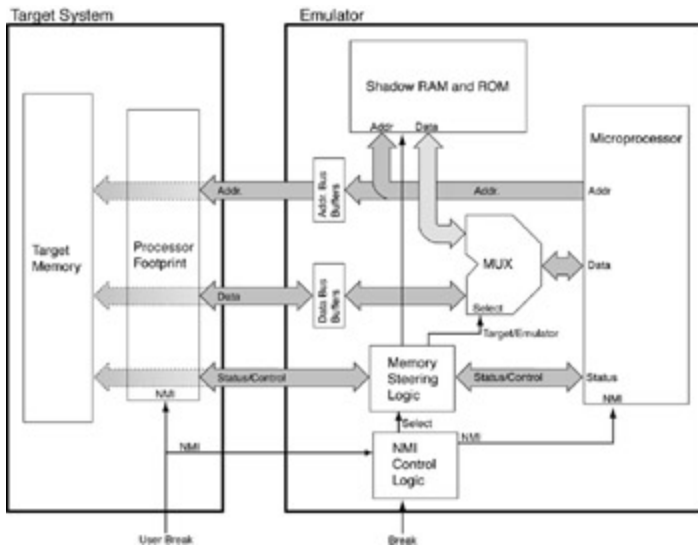 Target System
Emulator
Shadow RAM and ROM
Addr
Data
Microprocessor
Addr.
Addr Bus
Buffers
Addr.
Addr
Target
Memory
Processor
Footprint
MUX
Data
Data
Data Bus
Buffers
Select
Target/Emulator
Memory
Steering
Logic
Status/Control
Status/Control
Status
NMI
NMI
Select
NMI
NMI
NMI
Control
Logic
User Break
Break